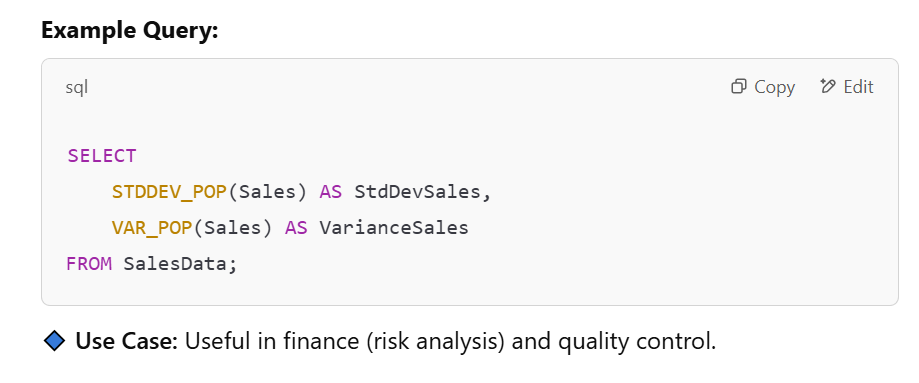 Example Query:
sql
Copy
Edit
SELECT
STDDEV_POP(Sales) AS StdDevSales,
VAR_POP(Sales) AS VarianceSales
FROM SalesData;
Use Case: Useful in finance (risk analysis) and quality control.